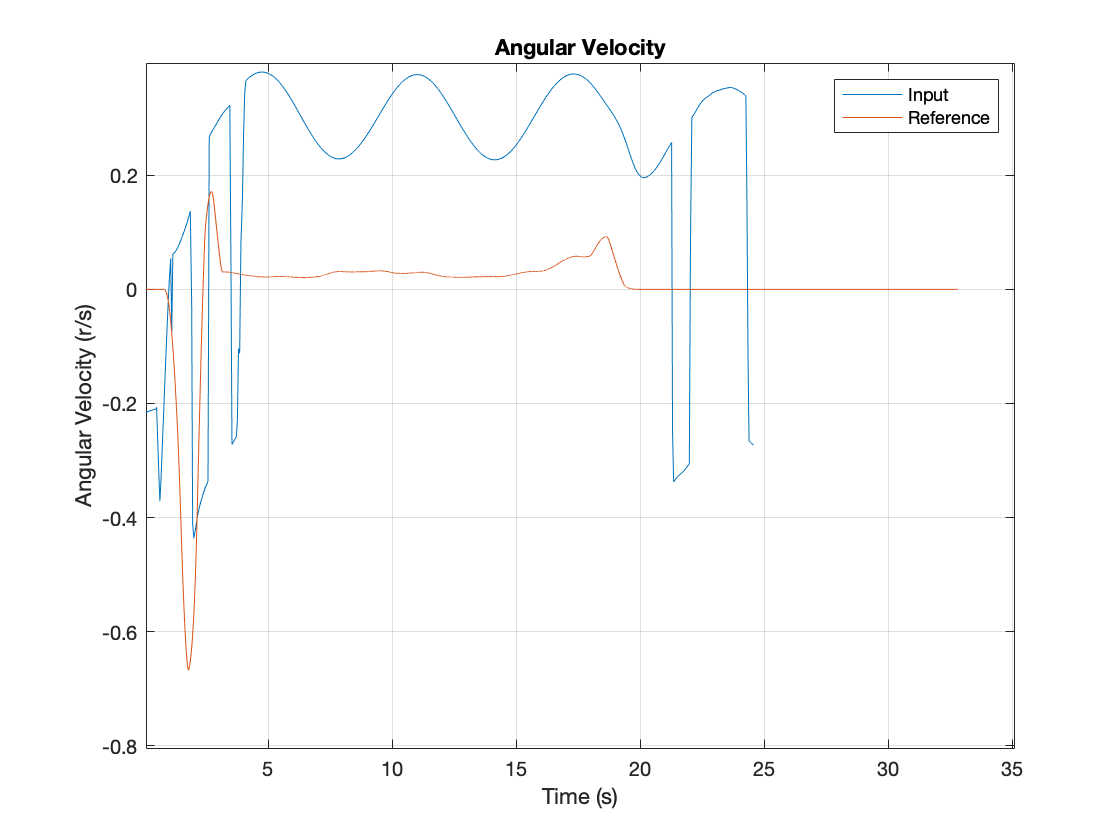 Angular Velocity
Input
Reference
0.2
0
-0.2
-0.4
-0.6
-0.8
Angular Velocity (r/s)
5
10
15
20
25
30
35
Time (s)